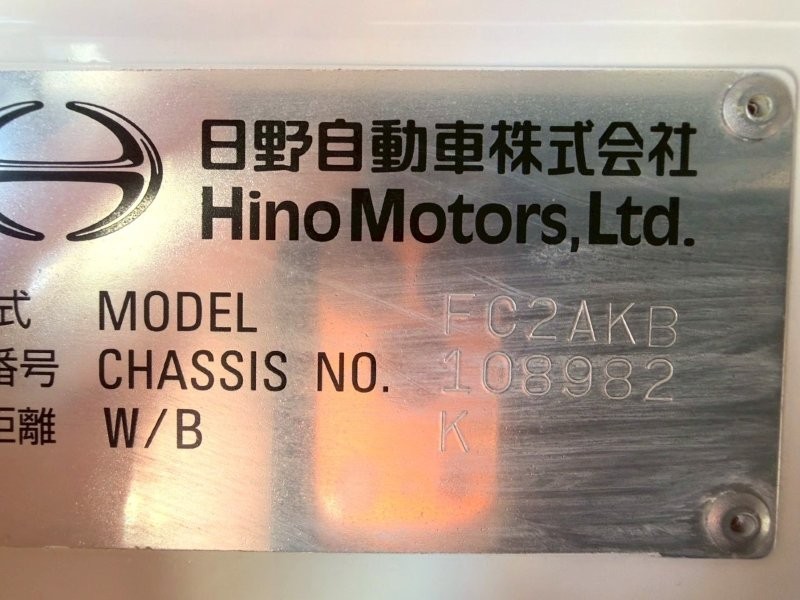 日野自動車株式会社
Hino Motors, Ltd.
式 MODEL FC2AKB
番号 CHASSIS NO. 108982
距離 W/B K